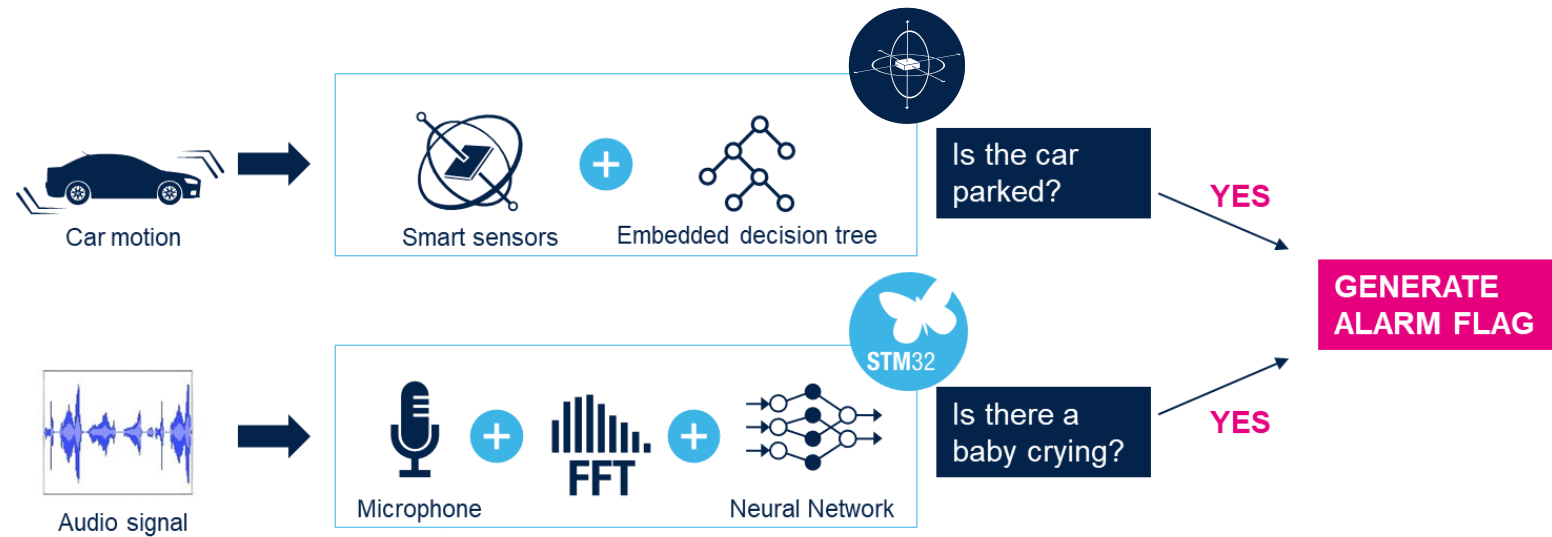 Car motion
Smart sensors
Embedded decision tree
Is the car
parked?
YES
GENERATE
ALARM FLAG
STM32
Audio signal
Microphone
FFT
Neural Network
Is there a
baby crying?
YES